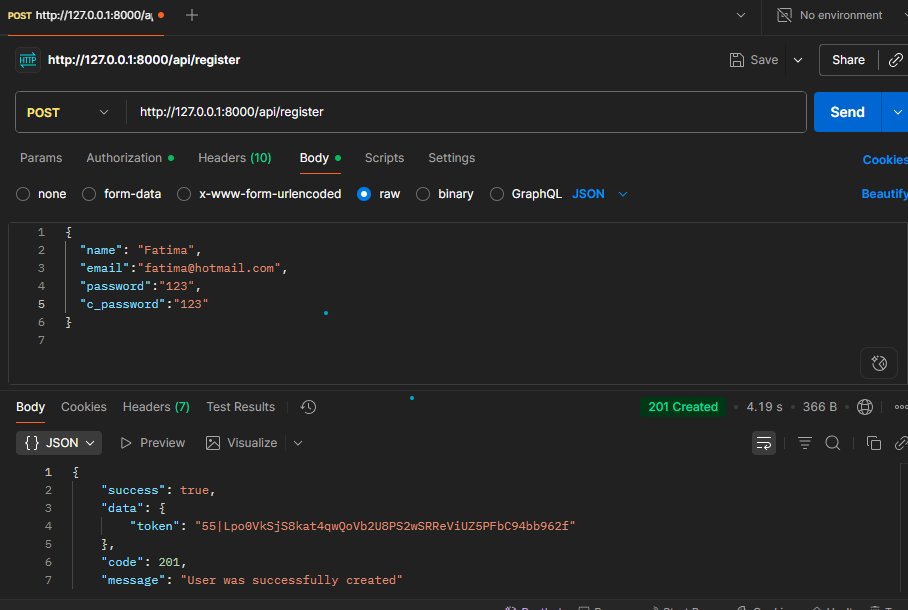 POST http://127.0.0.1:8000/a
No environment
HTTP http://127.0.0.1:8000/api/register
Save
Share
POST
http://127.0.0.1:8000/api/register
Send
Params Authorization Headers (10) Body Scripts Settings
Cookies
none form-data x-www-form-urlencoded raw binary GraphQL JSON
Beautify
1 {
2 "name": "Fatima",
3 "email":"fatima@hotmail.com",
4 "password":"123",
5 "c_password":"123"
6 }
7
Body Cookies Headers (7) Test Results
201 Created • 4.19 s • 366 B
{} JSON Preview Visualize
1 {
2 "success": true,
3 "data": {
4 "token": "55|Lpo0VkSjS8kat4qwQoVb2U8PS2wSRReViUZ5PFbC94bb962f"
5 },
6 "code": 201,
7 "message": "User was successfully created"